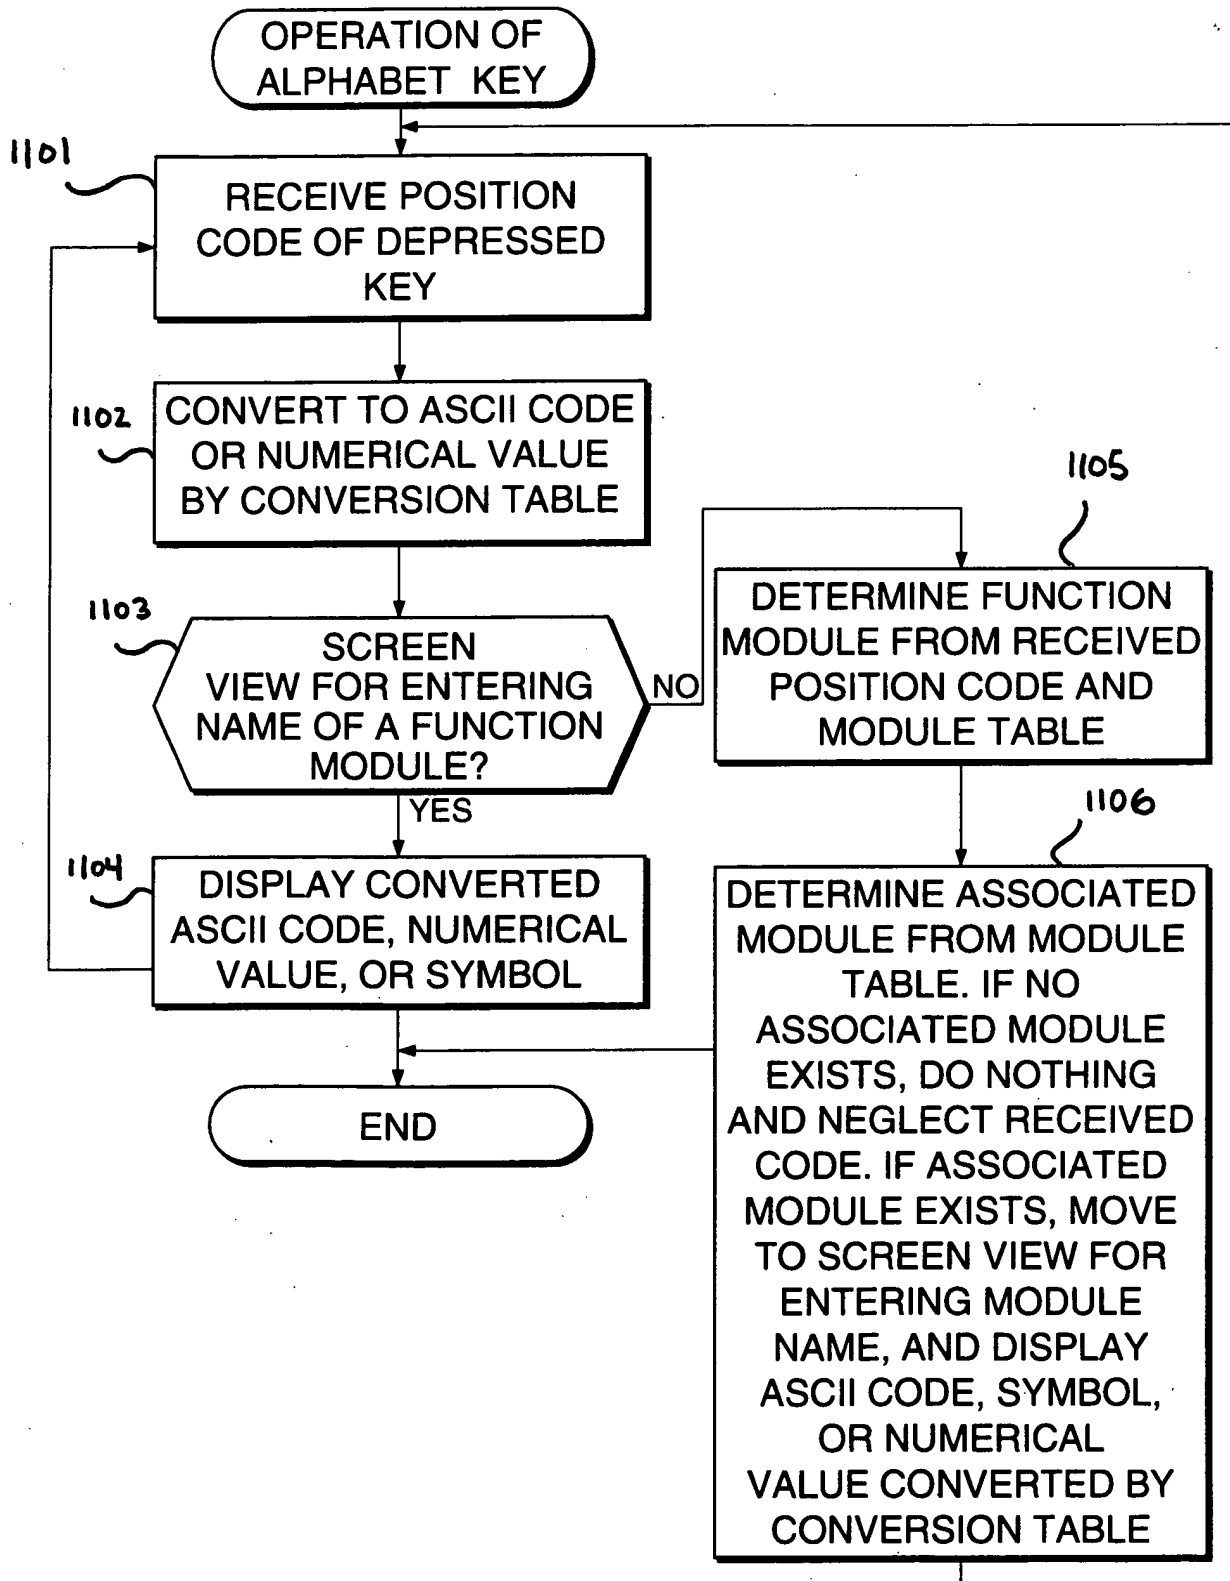 OPERATION OF
ALPHABET KEY
1101
RECEIVE POSITION
CODE OF DEPRESSED
KEY
1102
CONVERT TO ASCII CODE
OR NUMERICAL VALUE
BY CONVERSION TABLE
1103
SCREEN
VIEW FOR ENTERING
NAME OF A FUNCTION
MODULE?
NO
YES
1104
DISPLAY CONVERTED
ASCII CODE, NUMERICAL
VALUE, OR SYMBOL
END
1105
DETERMINE FUNCTION
MODULE FROM RECEIVED
POSITION CODE AND
MODULE TABLE
1106
DETERMINE ASSOCIATED
MODULE FROM MODULE
TABLE. IF NO
ASSOCIATED MODULE
EXISTS, DO NOTHING
AND NEGLECT RECEIVED
CODE. IF ASSOCIATED
MODULE EXISTS, MOVE
TO SCREEN VIEW FOR
ENTERING MODULE
NAME, AND DISPLAY
ASCII CODE, SYMBOL,
OR NUMERICAL
VALUE CONVERTED BY
CONVERSION TABLE